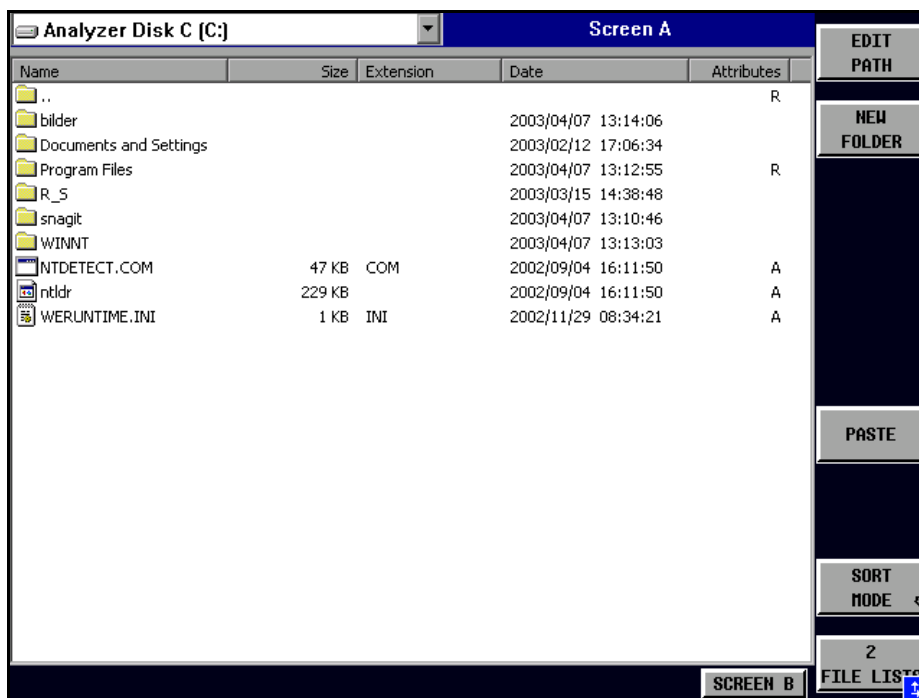 Analyzer Disk C (C:)
Screen A
Name Size Extension Date Attributes
.. R
bilder 2003/04/07 13:14:06
Documents and Settings 2003/02/12 17:06:34
Program Files 2003/04/07 13:12:55 R
R_S 2003/03/15 14:38:48
snagit 2003/04/07 13:10:46
WINNT 2003/04/07 13:13:03
NTDETECT.COM 47 KB COM 2002/09/04 16:11:50 A
ntldr 229 KB 2002/09/04 16:11:50 A
WERUNTIME.INI 1 KB INI 2002/11/29 08:34:21 A
EDIT
PATH
NEW
FOLDER
PASTE
SORT
MODE
2
FILE LISTS
SCREEN B